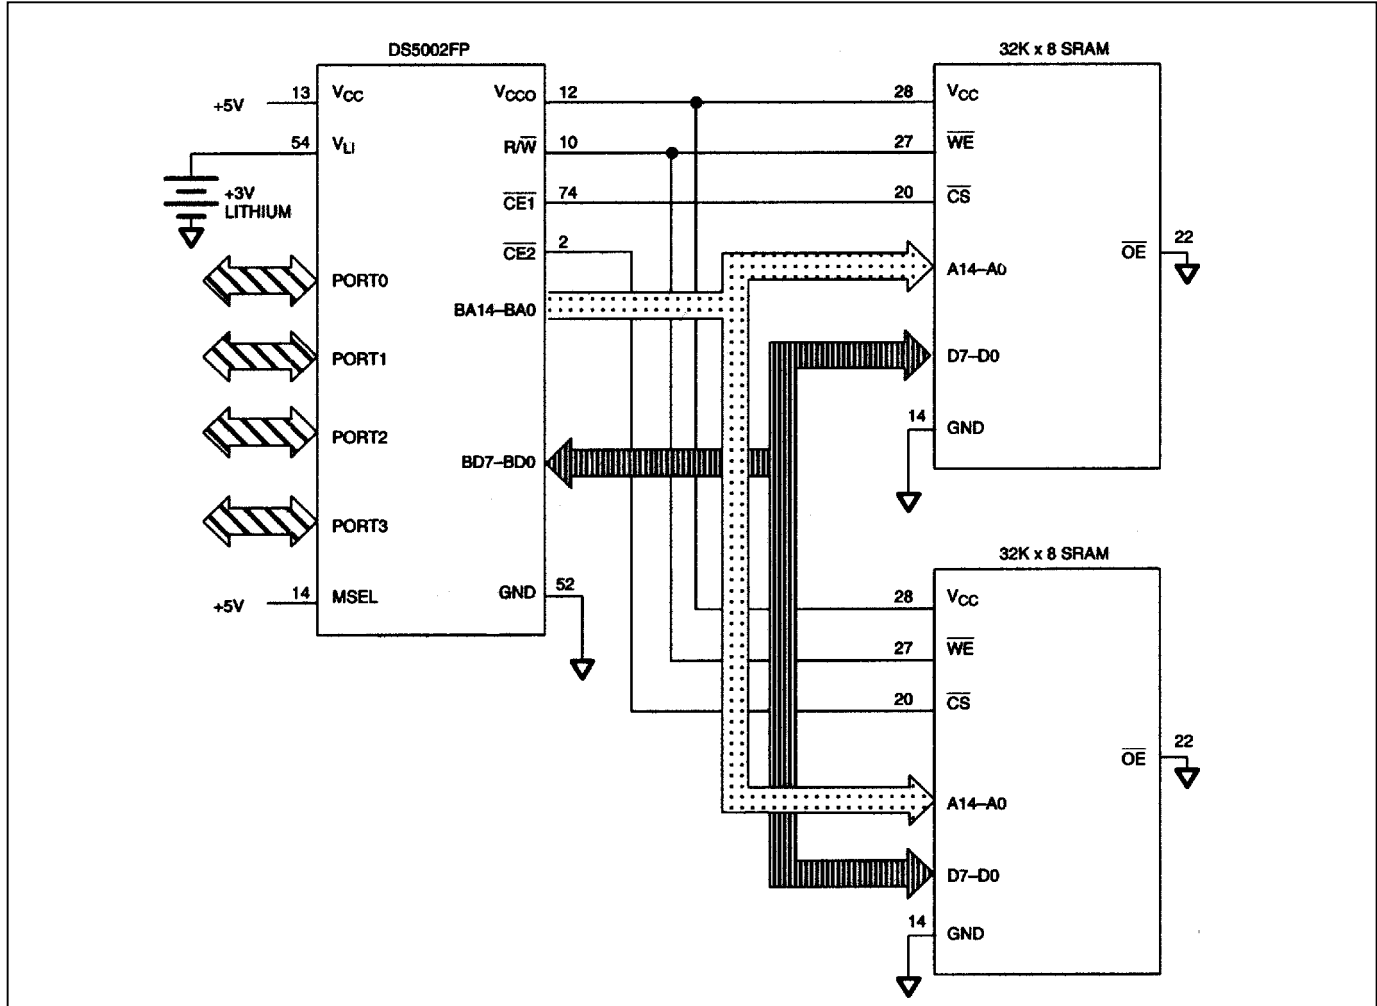 DS5002FP
+5V
13
VCC
VCCO
12
54
VLI
R/W
10
+3V
LITHIUM
CE1
74
CE2
2
PORT0
BA14–BA0
PORT1
PORT2
BD7–BD0
PORT3
+5V
14
MSEL
GND
52
32K x 8 SRAM
28
VCC
27
WE
20
CS
OE
22
A14–A0
D7–D0
14
GND
32K x 8 SRAM
28
VCC
27
WE
20
CS
OE
22
A14–A0
D7–D0
14
GND